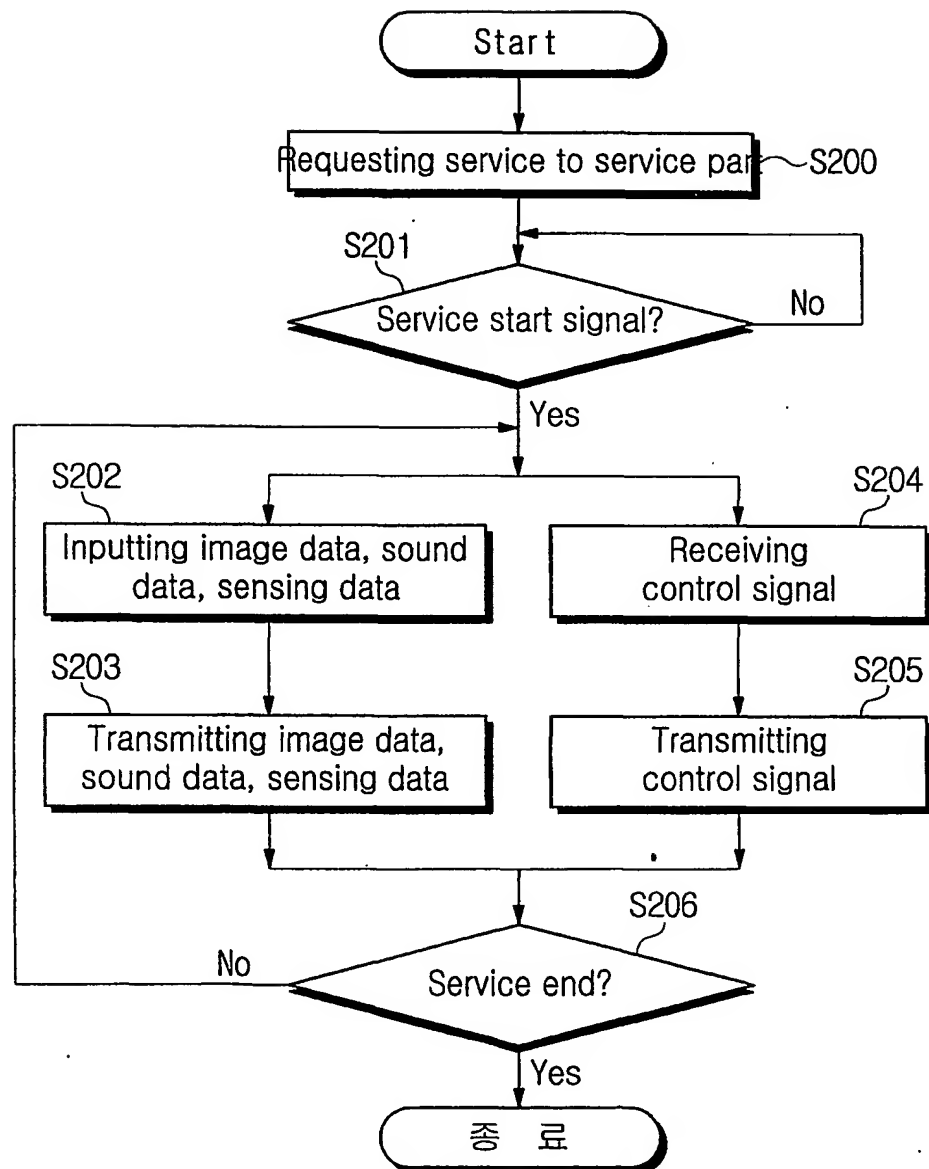 Start
Requesting service to service part
S200
S201
Service start signal?
No
Yes
S202
Inputting image data, sound
data, sensing data
S204
Receiving
control signal
S203
Transmitting image data,
sound data, sensing data
S205
Transmitting
control signal
S206
No
Service end?
Yes
종 료